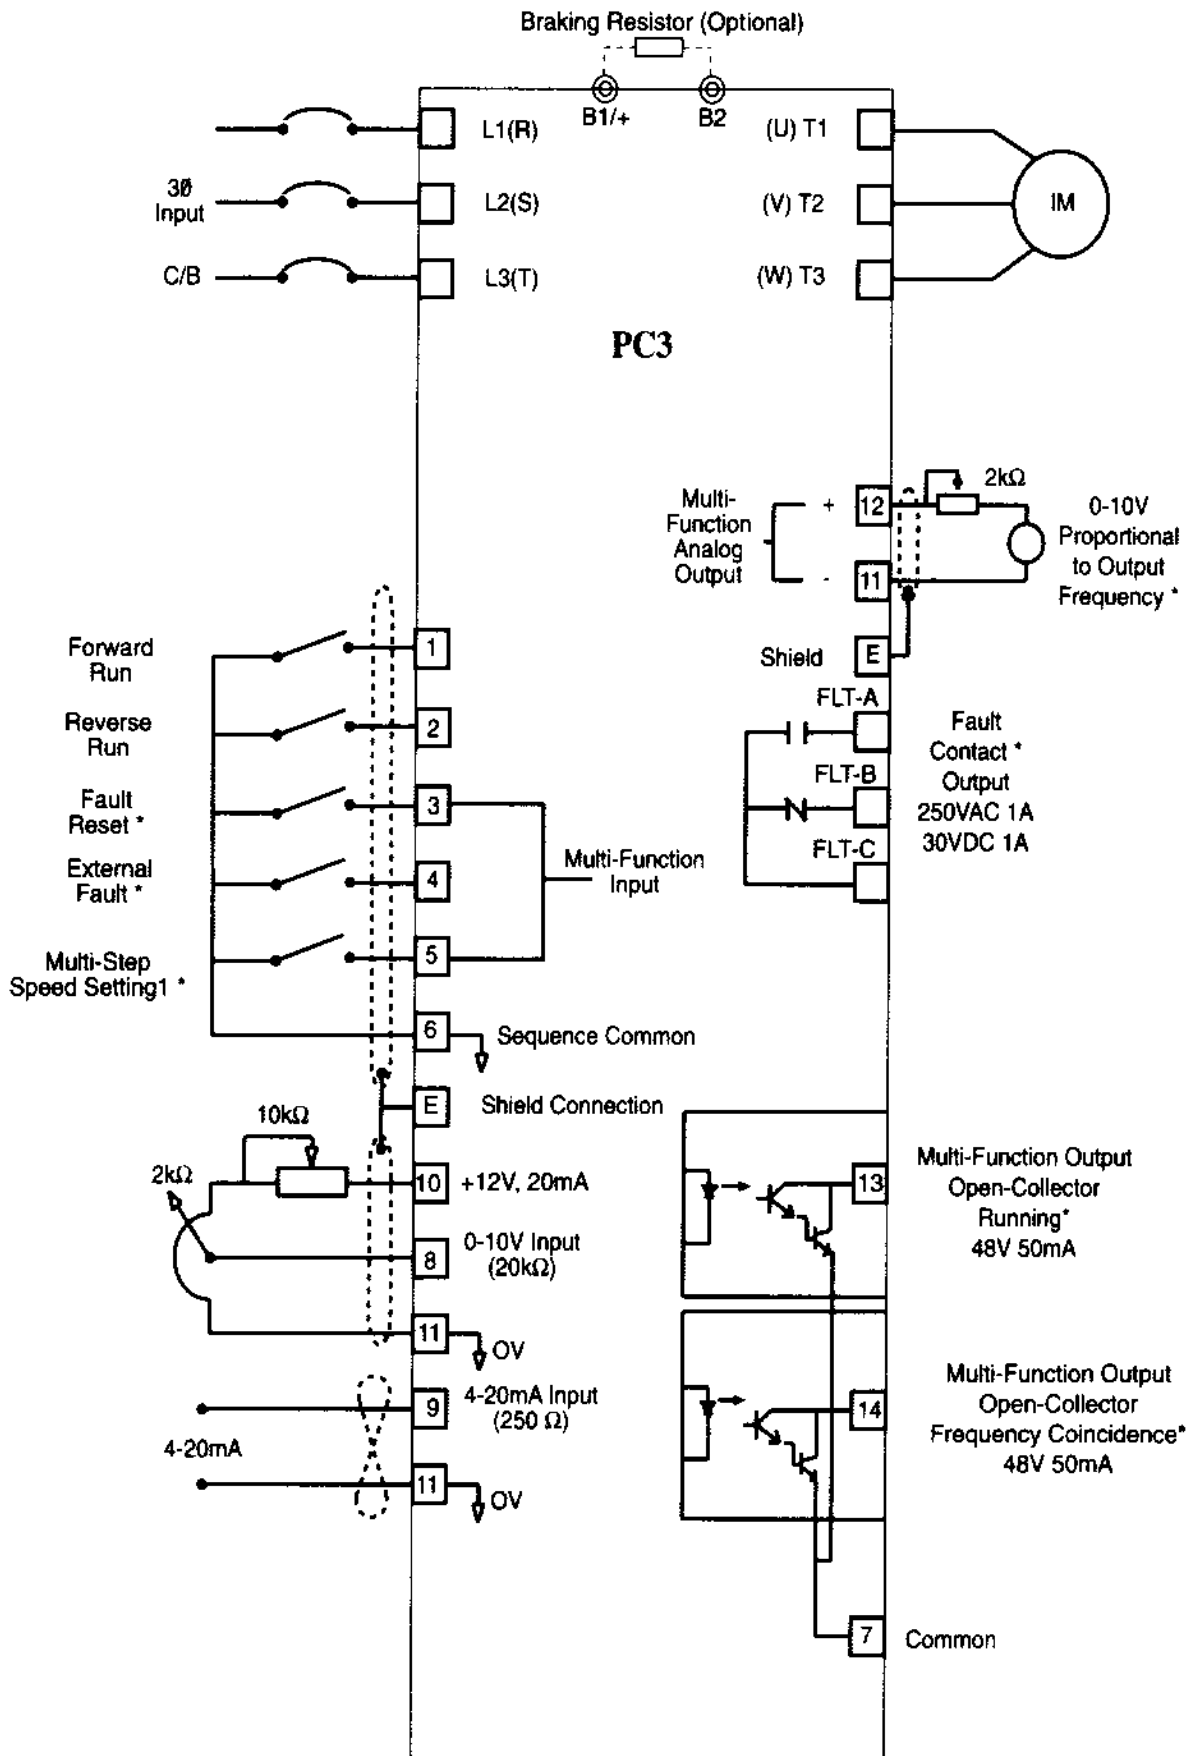 Braking Resistor (Optional)
B1/+
B2
L1(R)
(U) T1
3Ø
Input
L2(S)
(V) T2
IM
C/B
L3(T)
(W) T3
PC3
Multi-
Function
Analog
Output
+
12
2kΩ
-
11
0-10V
Proportional
to Output
Frequency *
Shield
E
Forward
Run
1
Reverse
Run
2
Fault
Reset *
3
External
Fault *
4
Multi-Function
Input
Multi-Step
Speed Setting1 *
5
6
Sequence Common
E
Shield Connection
FLT-A
FLT-B
FLT-C
Fault
Contact *
Output
250VAC 1A
30VDC 1A
10kΩ
2kΩ
10
+12V, 20mA
8
0-10V Input
(20kΩ)
11
OV
9
4-20mA Input
(250 Ω)
4-20mA
11
OV
13
Multi-Function Output
Open-Collector
Running*
48V 50mA
14
Multi-Function Output
Open-Collector
Frequency Coincidence*
48V 50mA
7
Common